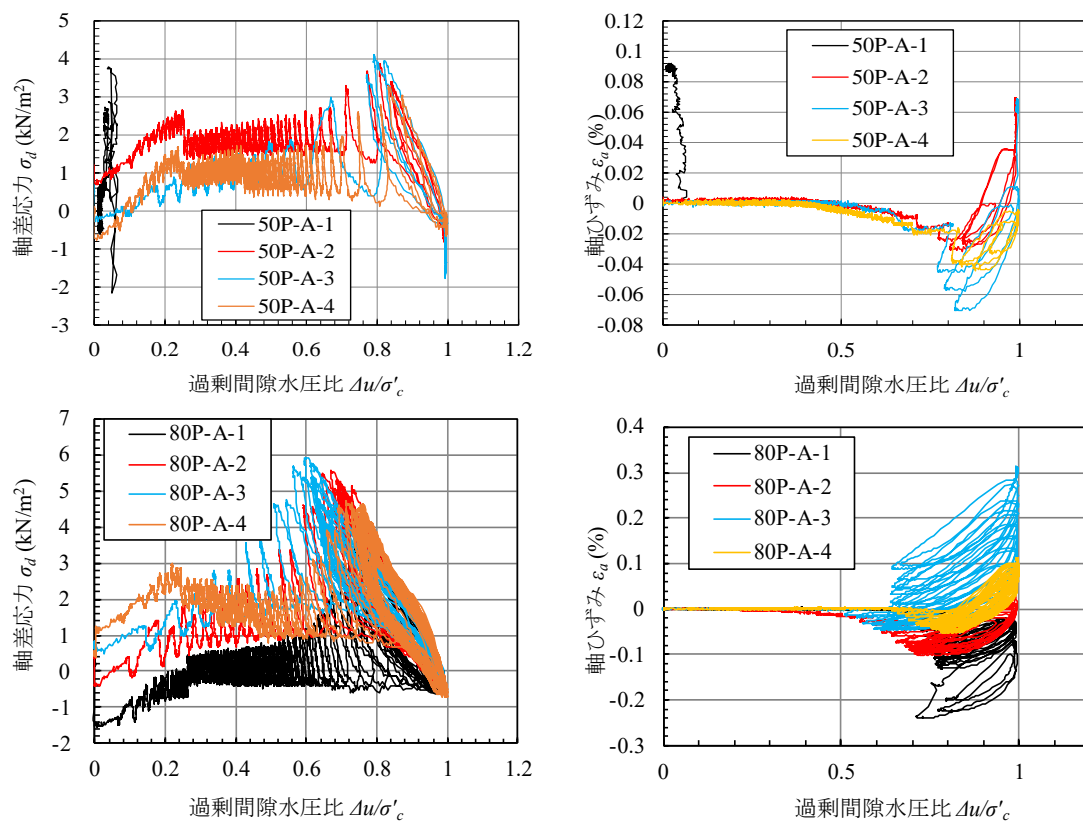 軸差応力 σd (kN/m²)
5
4
3
2
1
0
-1
-2
-3
50P-A-1
50P-A-2
50P-A-3
50P-A-4
0 0.2 0.4 0.6 0.8 1 1.2
過剰間隙水圧比 Δu/σ'c
軸ひずみ εa (%)
0.12
0.1
0.08
0.06
0.04
0.02
0
-0.02
-0.04
-0.06
-0.08
50P-A-1
50P-A-2
50P-A-3
50P-A-4
0 0.5 1
過剰間隙水圧比 Δu/σ'c
軸差応力 σd (kN/m²)
7
6
5
4
3
2
1
0
-1
-2
80P-A-1
80P-A-2
80P-A-3
80P-A-4
0 0.2 0.4 0.6 0.8 1 1.2
過剰間隙水圧比 Δu/σ'c
軸ひずみ εa (%)
0.4
0.3
0.2
0.1
0
-0.1
-0.2
-0.3
80P-A-1
80P-A-2
80P-A-3
80P-A-4
0 0.5 1
過剰間隙水圧比 Δu/σ'c